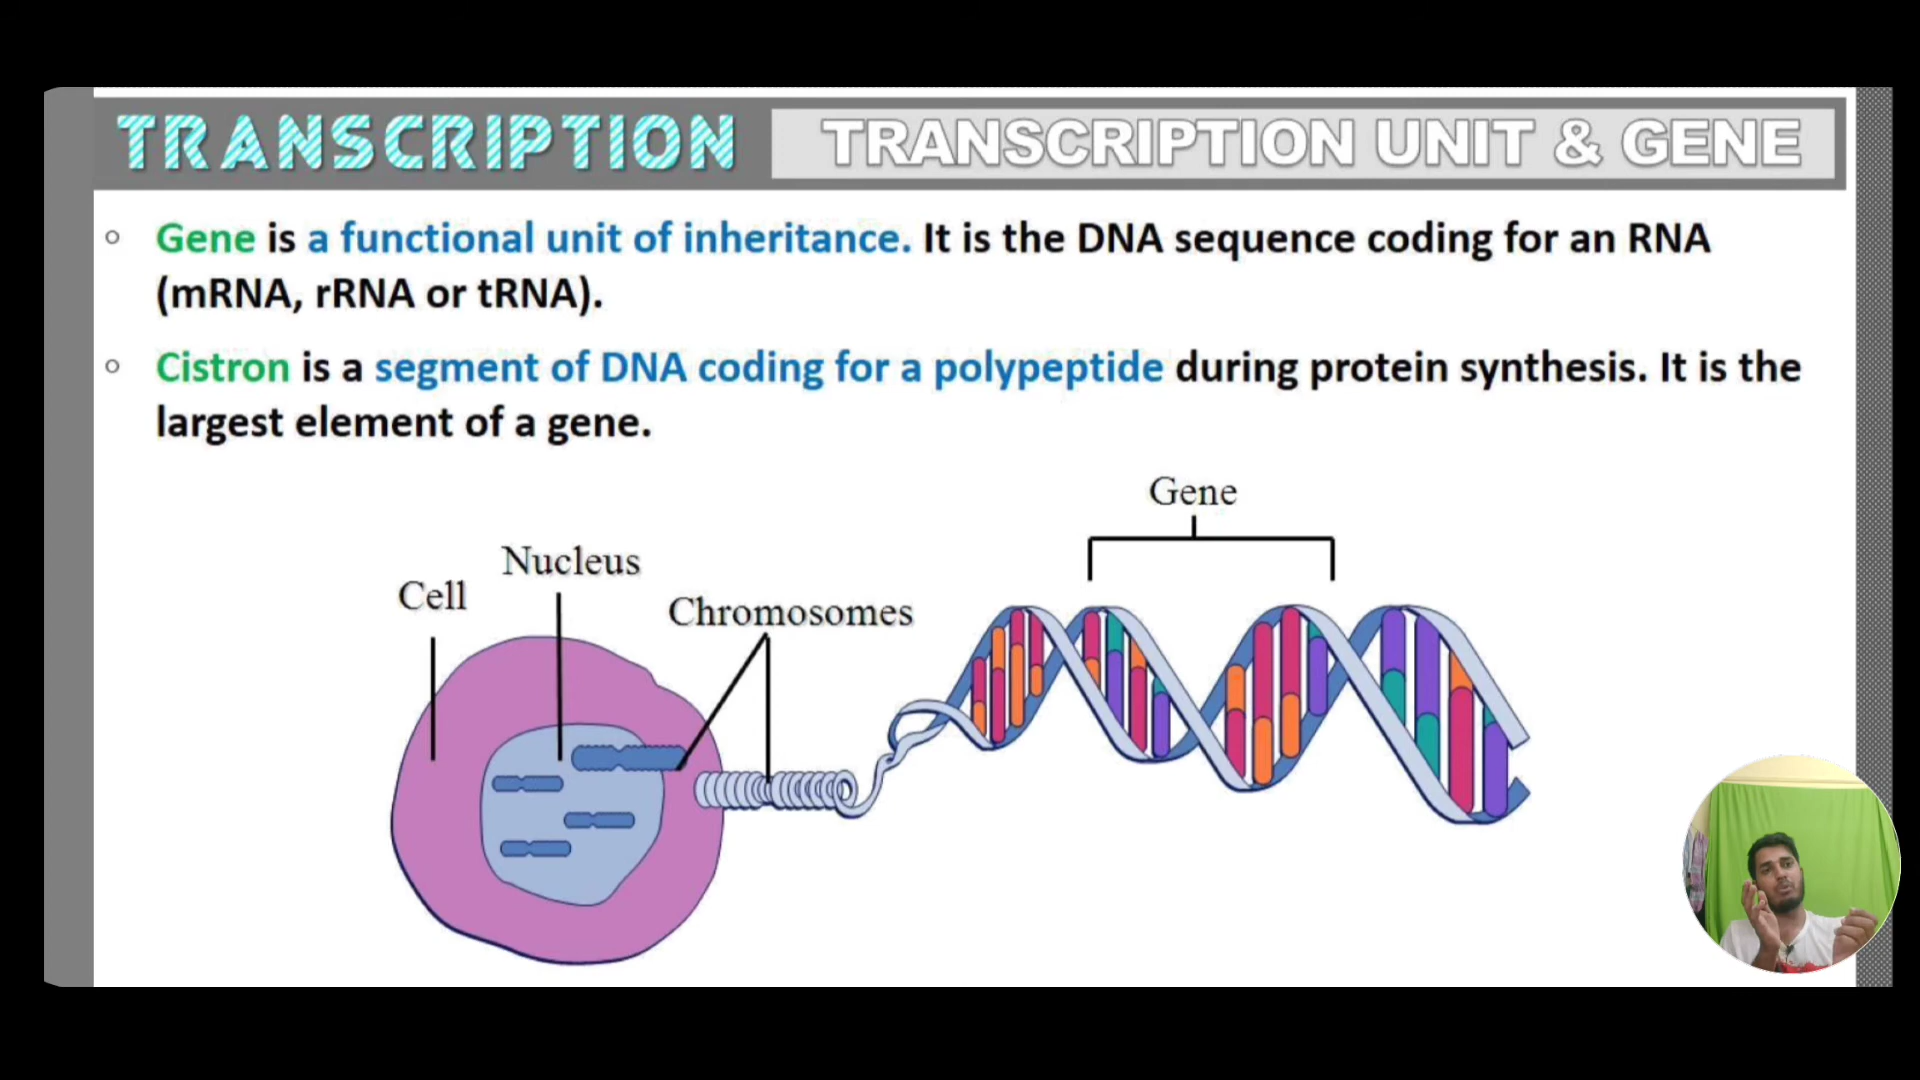 TRANSCRIPTION
TRANSCRIPTION UNIT & GENE
Gene is a functional unit of inheritance. It is the DNA sequence coding for an RNA
(mRNA, rRNA or tRNA).
Cistron is a segment of DNA coding for a polypeptide during protein synthesis. It is the
largest element of a gene.
Gene
Nucleus
Cell
Chromosomes